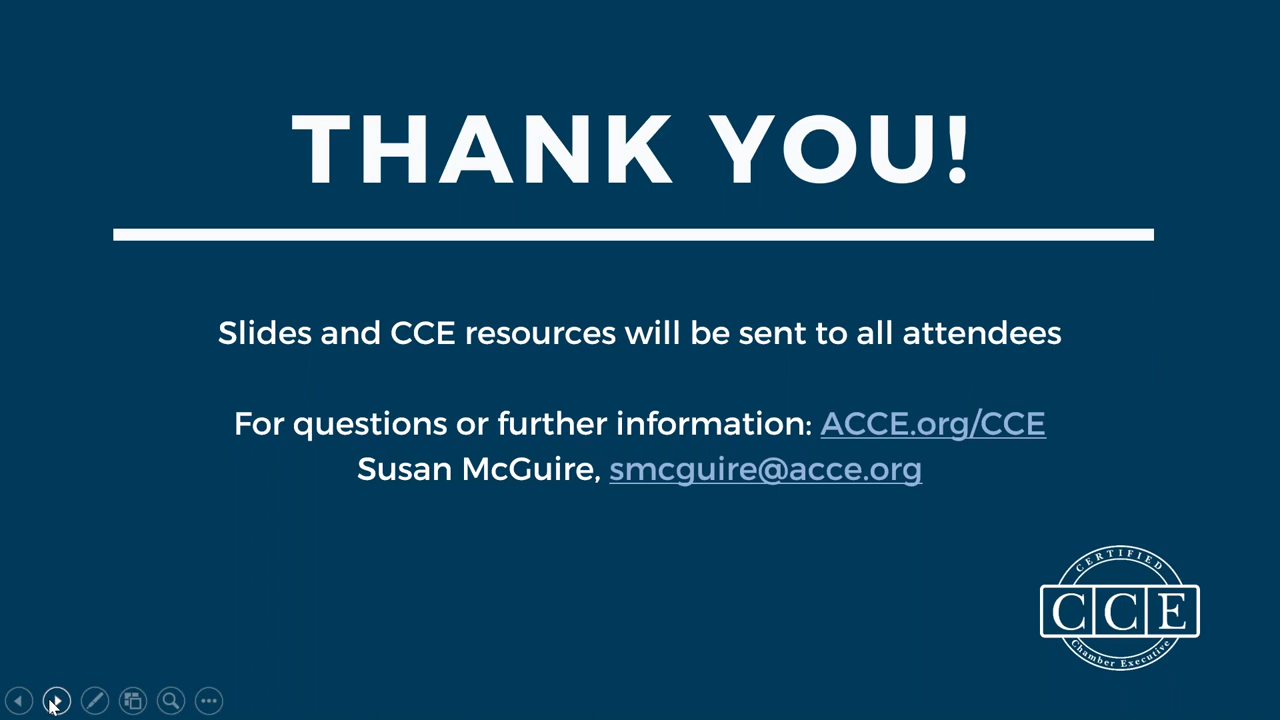 THANK YOU!
Slides and CCE resources will be sent to all attendees
For questions or further information: ACCE.org/CCE
Susan McGuire, smcguire@acce.org
CERTIFIED
CCE
Chamber Executive